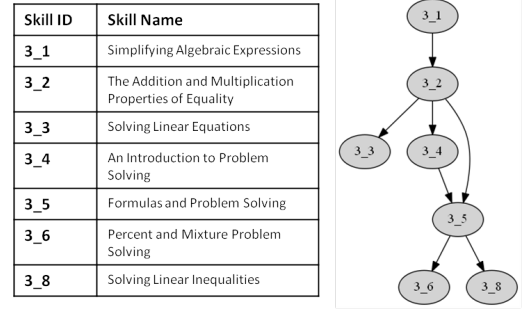 Skill ID Skill Name
3_1 Simplifying Algebraic Expressions
3_2 The Addition and Multiplication
Properties of Equality
3_3 Solving Linear Equations
3_4 An Introduction to Problem
Solving
3_5 Formulas and Problem Solving
3_6 Percent and Mixture Problem
Solving
3_8 Solving Linear Inequalities
3_1
3_2
3_3 3_4
3_5
3_6 3_8